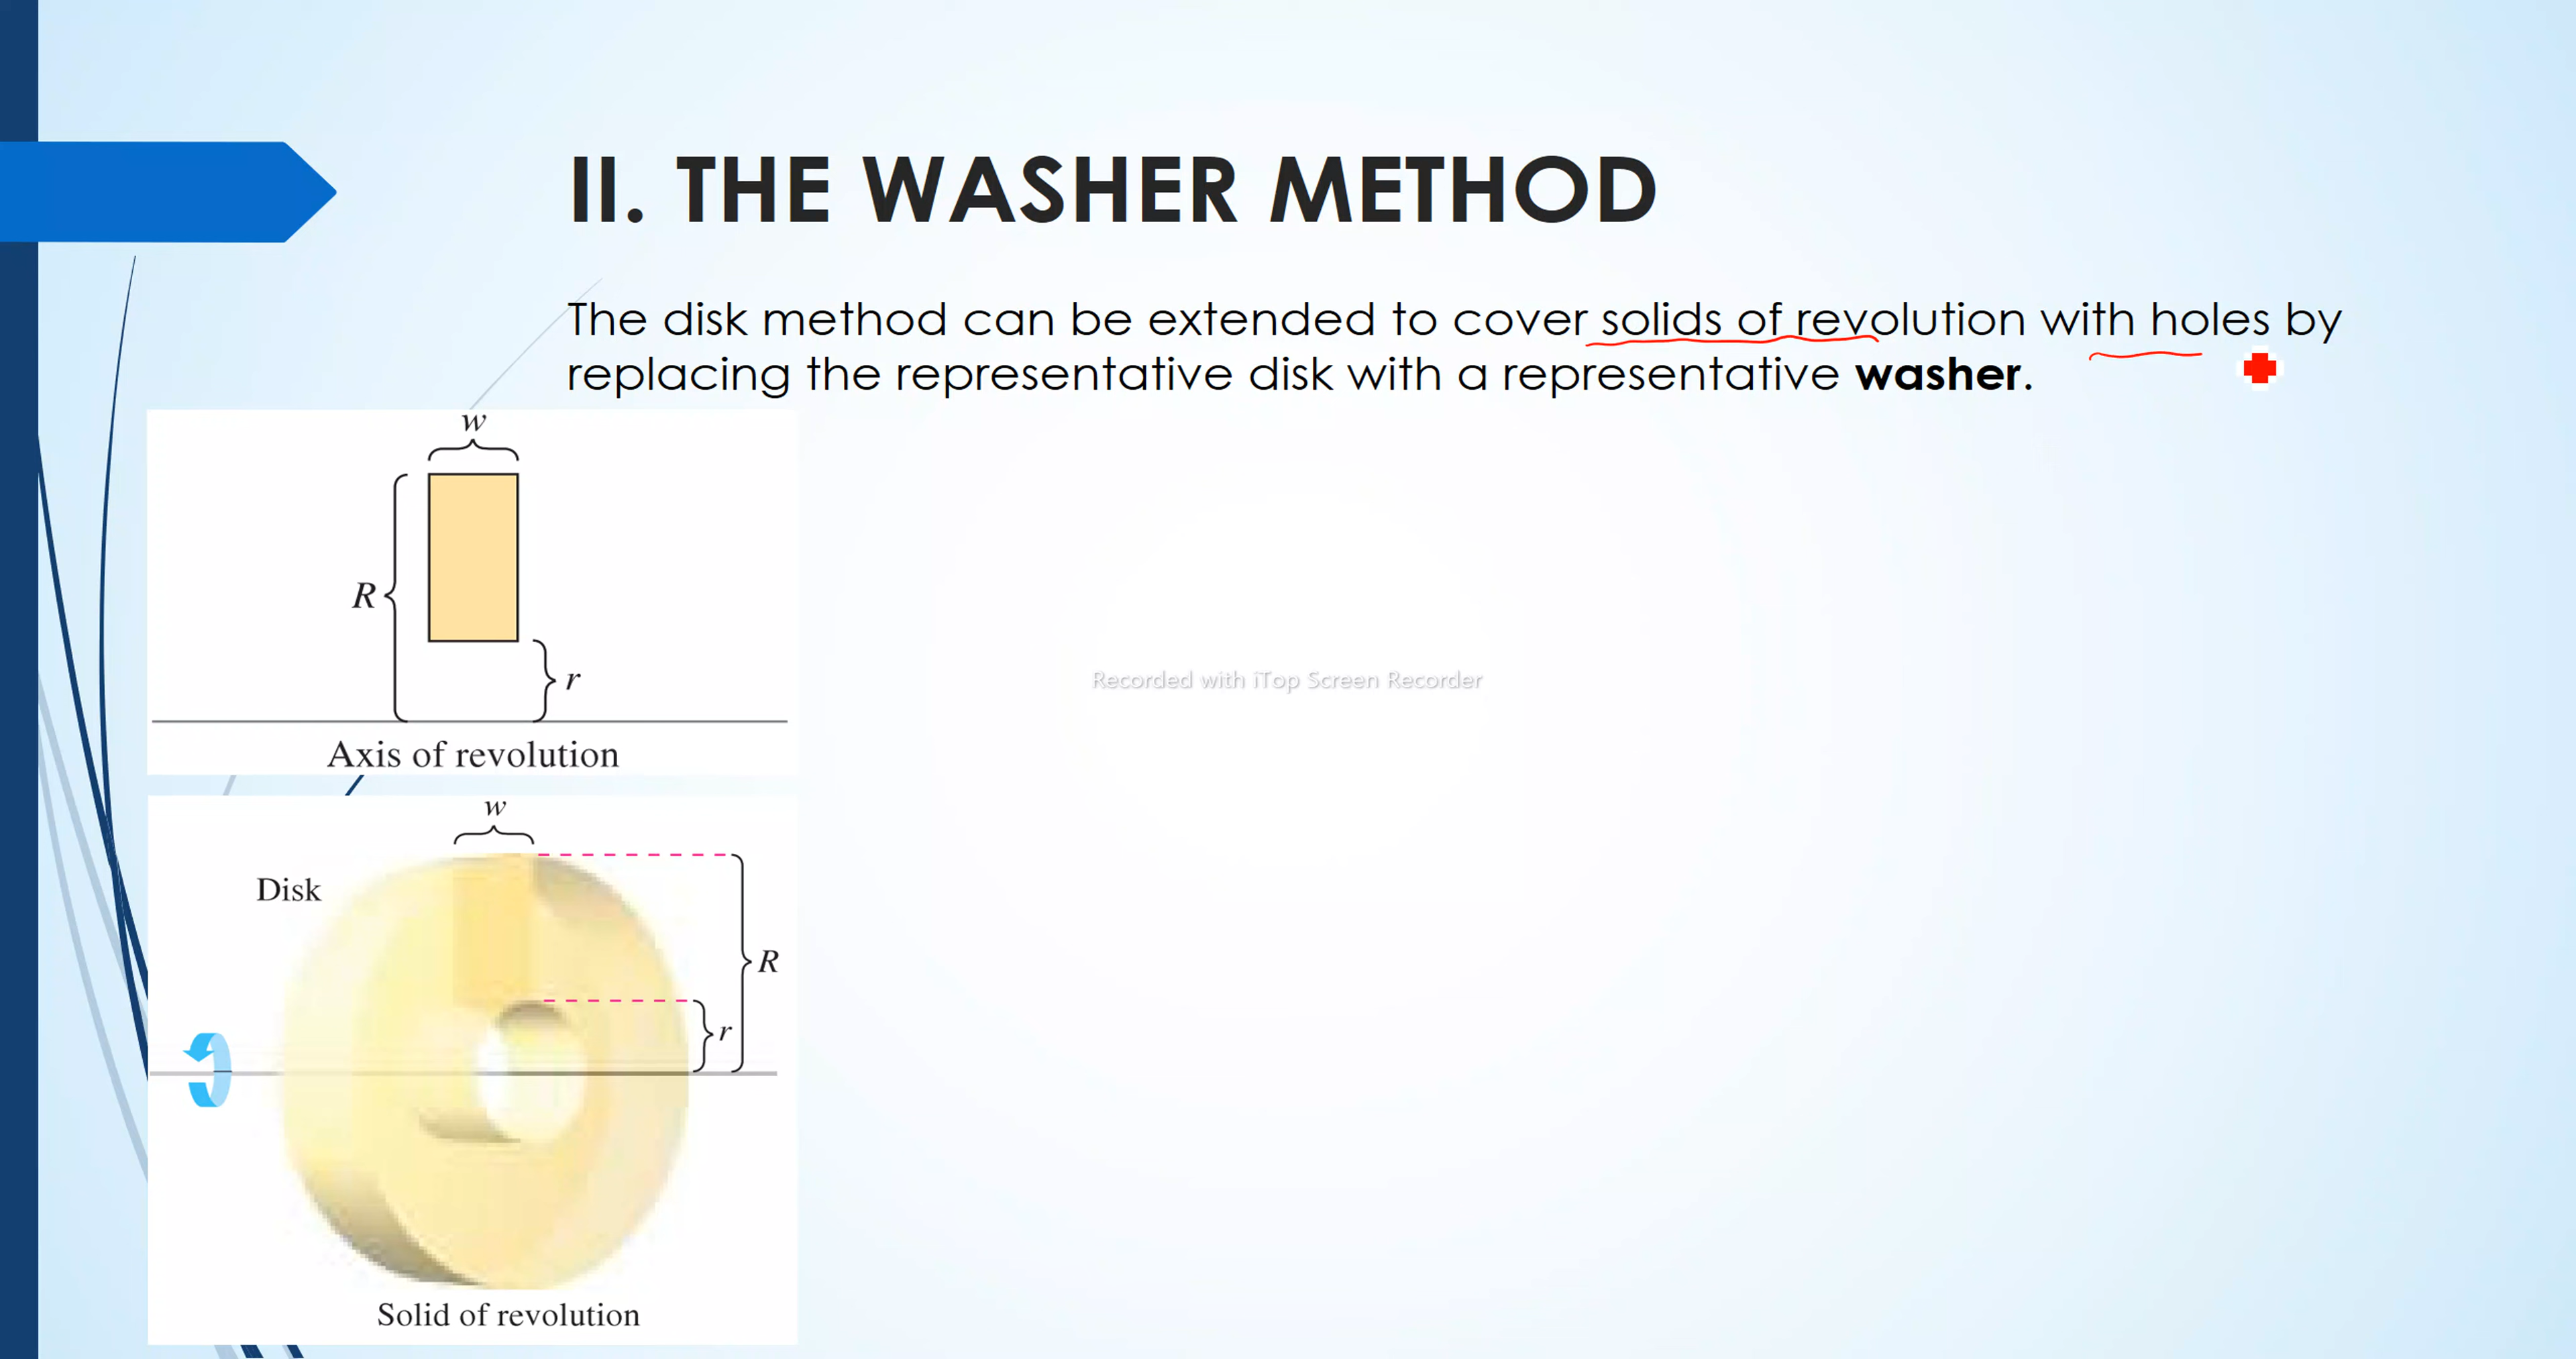 II. THE WASHER METHOD
The disk method can be extended to cover solids of revolution with holes by
replacing the representative disk with a representative washer.
w
R
r
Axis of revolution
w
Disk
R
r
Solid of revolution
Recorded with iTop Screen Recorder